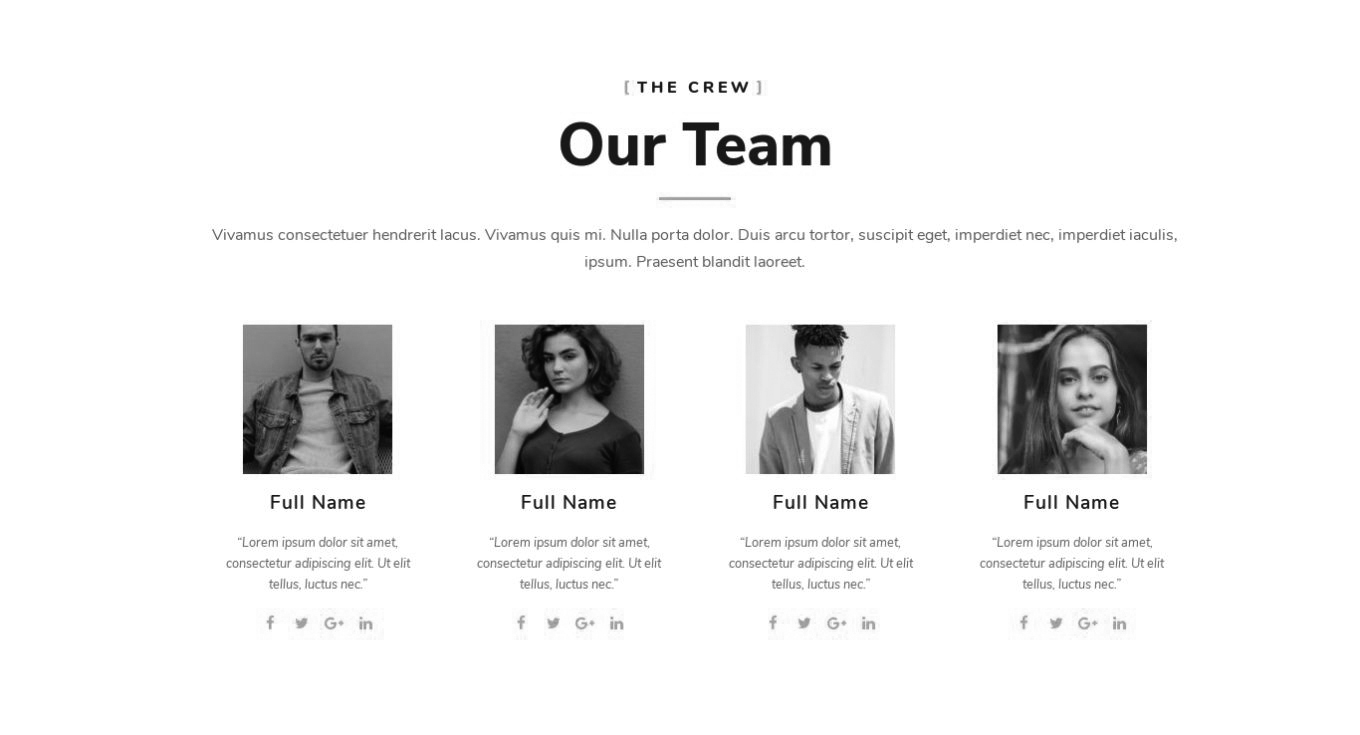 [ THE CREW ]
Our Team
Vivamus consectetuer hendrerit lacus. Vivamus quis mi. Nulla porta dolor. Duis arcu tortor, suscipit eget, imperdiet nec, imperdiet iaculis,
ipsum. Praesent blandit laoreet.
Full Name
“Lorem ipsum dolor sit amet,
consectetur adipiscing elit. Ut elit
tellus, luctus nec.”
Full Name
“Lorem ipsum dolor sit amet,
consectetur adipiscing elit. Ut elit
tellus, luctus nec.”
Full Name
“Lorem ipsum dolor sit amet,
consectetur adipiscing elit. Ut elit
tellus, luctus nec.”
Full Name
“Lorem ipsum dolor sit amet,
consectetur adipiscing elit. Ut elit
tellus, luctus nec.”